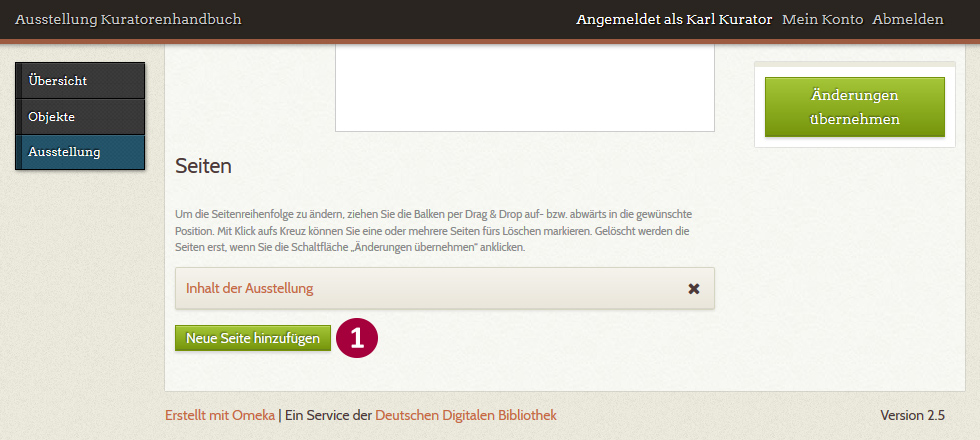 Ausstellung Kuratorenhandbuch
Angemeldet als Karl Kurator Mein Konto Abmelden
Übersicht
Objekte
Ausstellung
Änderungen
übernehmen
Seiten
Um die Seitenreihenfolge zu ändern, ziehen Sie die Balken per Drag & Drop auf- bzw. abwärts in die gewünschte
Position. Mit Klick aufs Kreuz können Sie eine oder mehrere Seiten fürs Löschen markieren. Gelöscht werden die
Seiten erst, wenn Sie die Schaltfläche „Änderungen übernehmen“ anklicken.
Inhalt der Ausstellung
Neue Seite hinzufügen
1
Erstellt mit Omeka | Ein Service der Deutschen Digitalen Bibliothek
Version 2.5